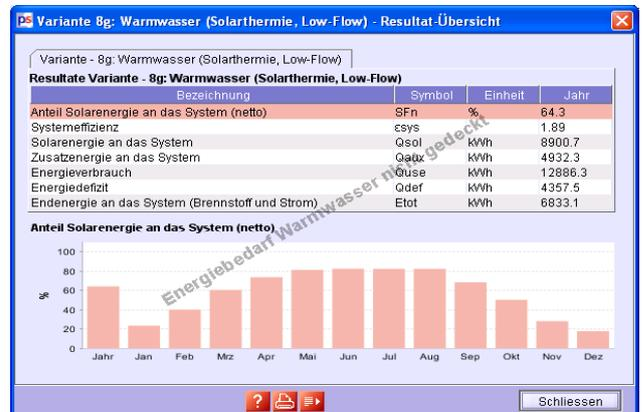 ps Variante 8g: Warmwasser (Solarthermie, Low-Flow) - Resultat-Übersicht
Variante - 8g: Warmwasser (Solarthermie, Low-Flow)
Resultate Variante - 8g: Warmwasser (Solarthermie, Low-Flow)
Bezeichnung Symbol Einheit Jahr
Anteil Solarenergie an das System (netto) SFn % 64.3
Systemeffizienz εsys 1.89
Solarenergie an das System Qsol kWh 8900.7
Zusatzenergie an das System Qaux kWh 4932.3
Energieverbrauch Quse kWh 12886.3
Energiedefizit Qdef kWh 4357.5
Endenergie an das System (Brennstoff und Strom) Etot kWh 6833.1
Energiebedarf Warmwasser nicht gedeckt
Anteil Solarenergie an das System (netto)
100
80
60
40
20
0
%
Jahr Jan Feb Mrz Apr Mai Jun Jul Aug Sep Okt Nov Dez
?
Schliessen